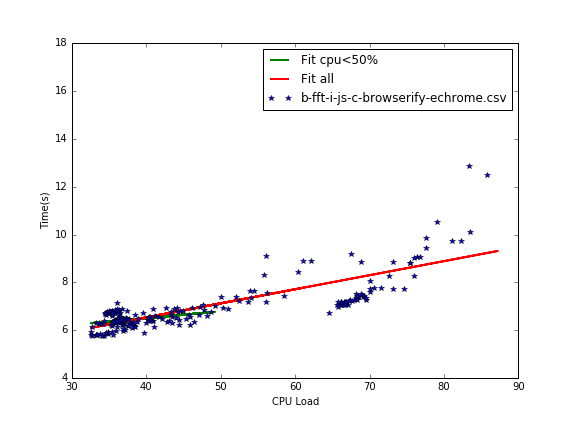 18
16
14
12
10
8
6
4
Time(s)
Fit cpu<50%
Fit all
b-fft-i-js-c-browserify-echrome.csv
30 40 50 60 70 80 90
CPU Load